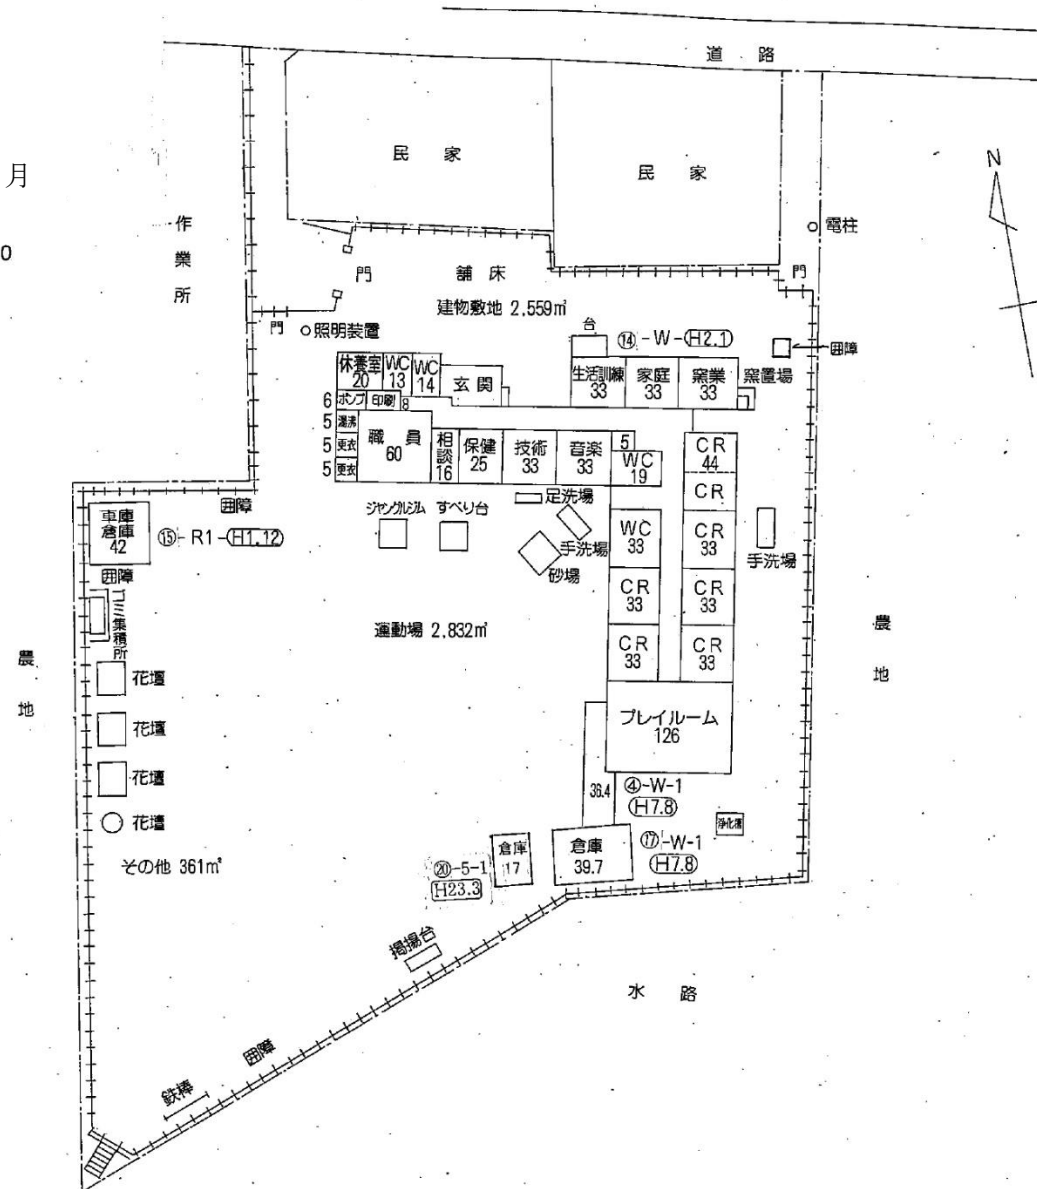 道 路
月
民 家
民 家
N
作業所
電柱
0
門
舗 床
門
建物敷地 2,559㎡
門
照明装置
台
⑭-W-H2.1
囲障
休養室
20
WC
13
WC
14
玄 関
生活訓練
33
家庭
33
窯業
33
窯置場
6
ポンプ
印刷
8
5
湯沸
職 員
60
5
更衣
5
更衣
相談
16
保健
25
技術
33
音楽
33
5
WC
19
CR
44
CR
囲障
ジャングルジム
すべり台
足洗場
車庫
倉庫
42
⑮-R1-H1.12
手洗場
WC
33
CR
33
手洗場
囲障
砂場
ゴミ集積所
CR
33
CR
33
運動場 2,832㎡
農地
農地
CR
33
CR
33
花壇
花壇
プレイルーム
126
花壇
36.4
④-W-1
H7.8
花壇
浄化槽
その他 361㎡
倉庫
17
倉庫
39.7
⑰-W-1
H7.8
⑳-5-1
H23.3
掲揚台
水 路
囲障
鉄棒